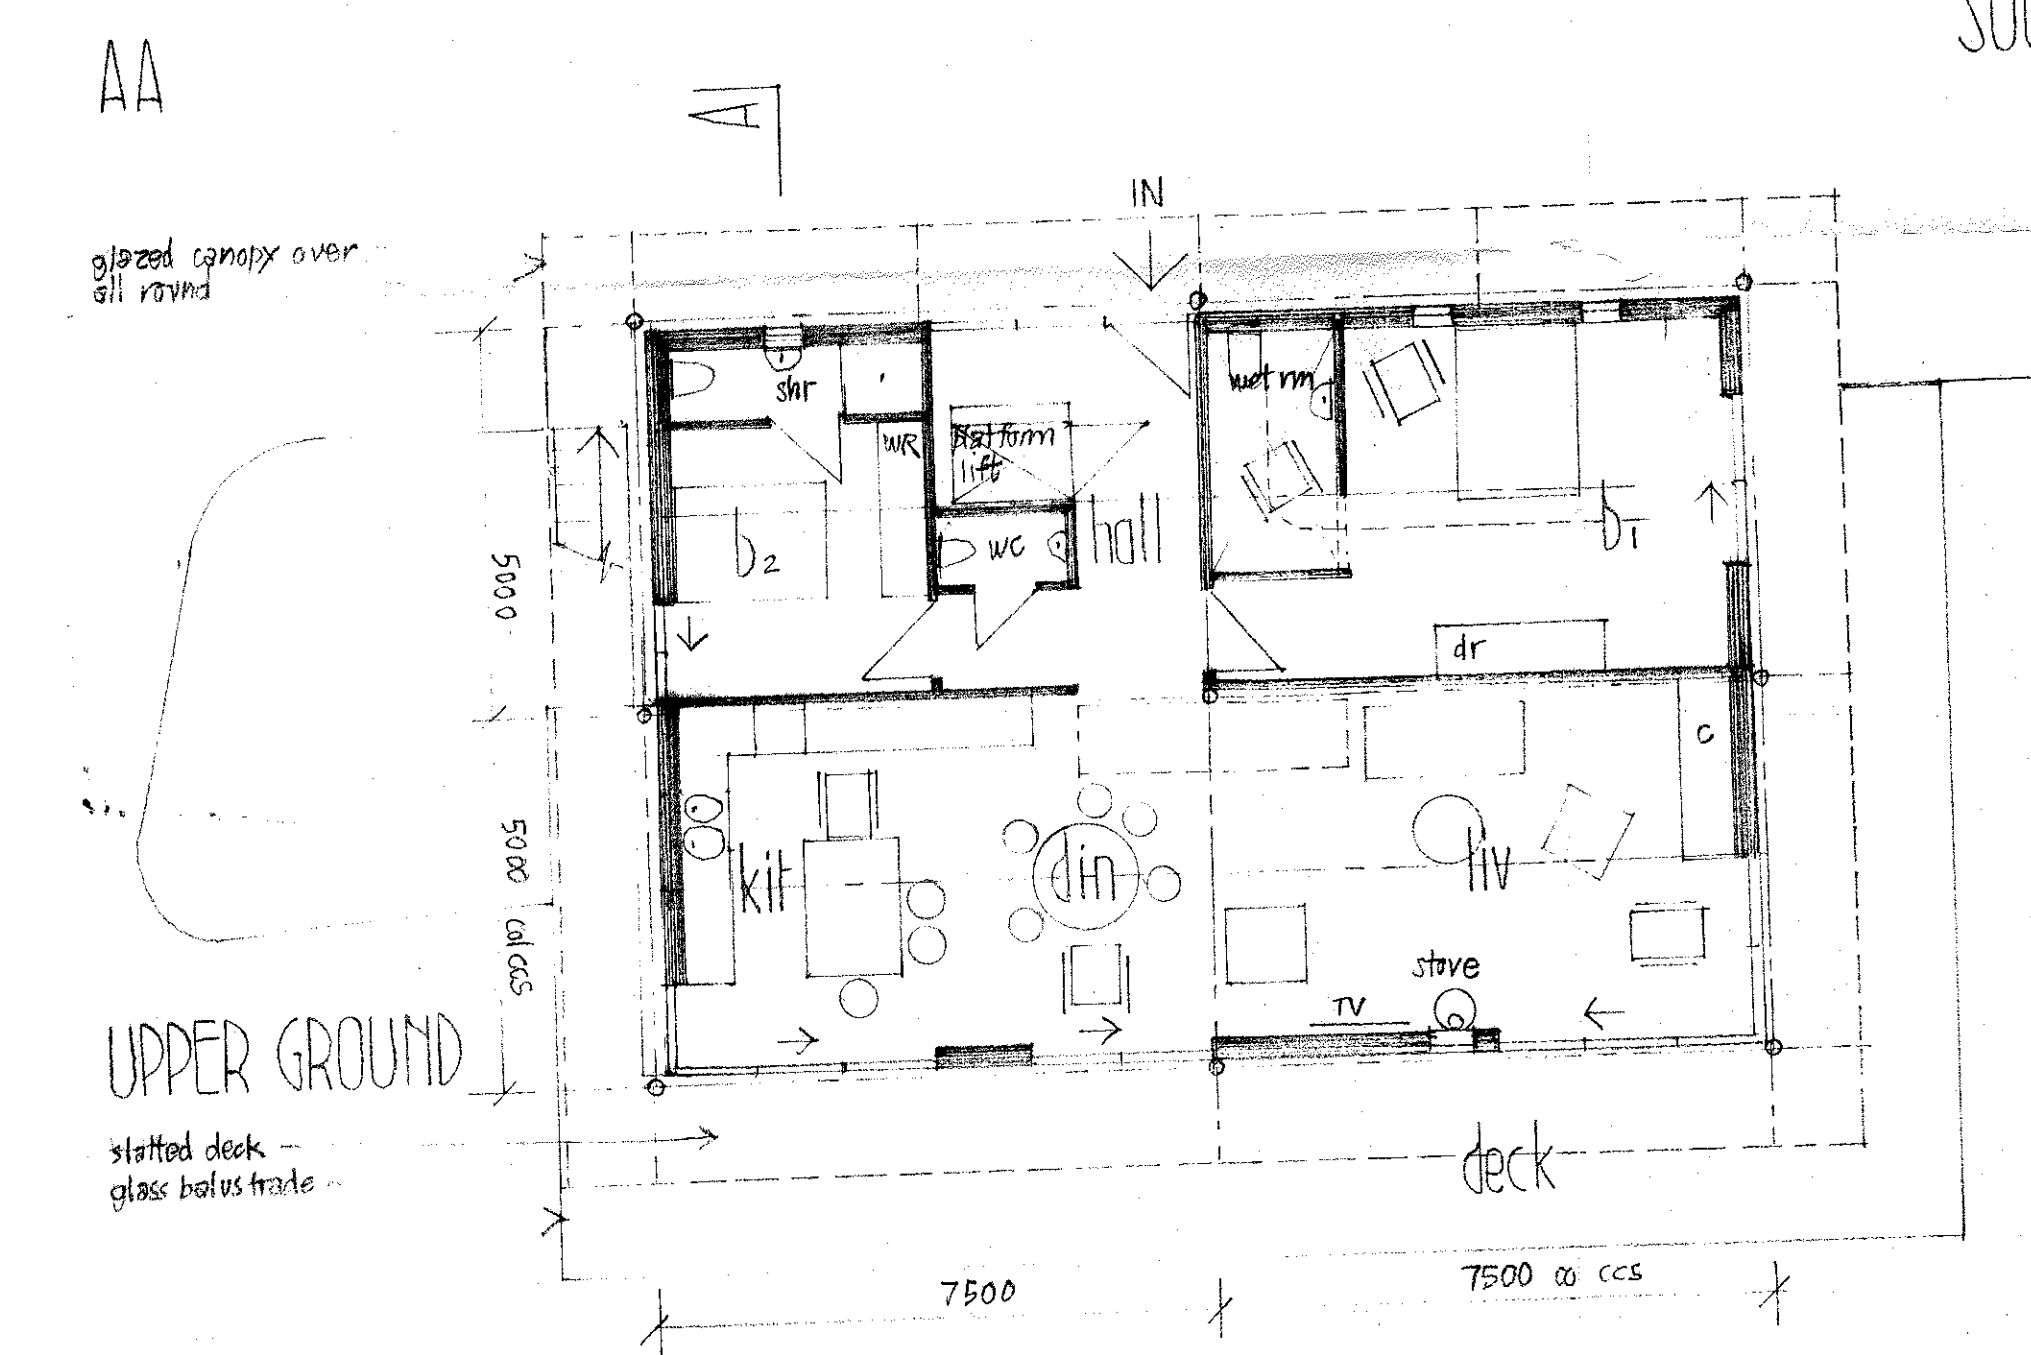 AA
A
IN
glazed canopy over
all round
shr
wet rm
WR
platform
lift
hall
wc
b2
b1
5000
dr
C
5000 col ccs
kit
din
liv
stove
TV
UPPER GROUND
slatted deck
glass balustrade
deck
7500
7500 col ccs